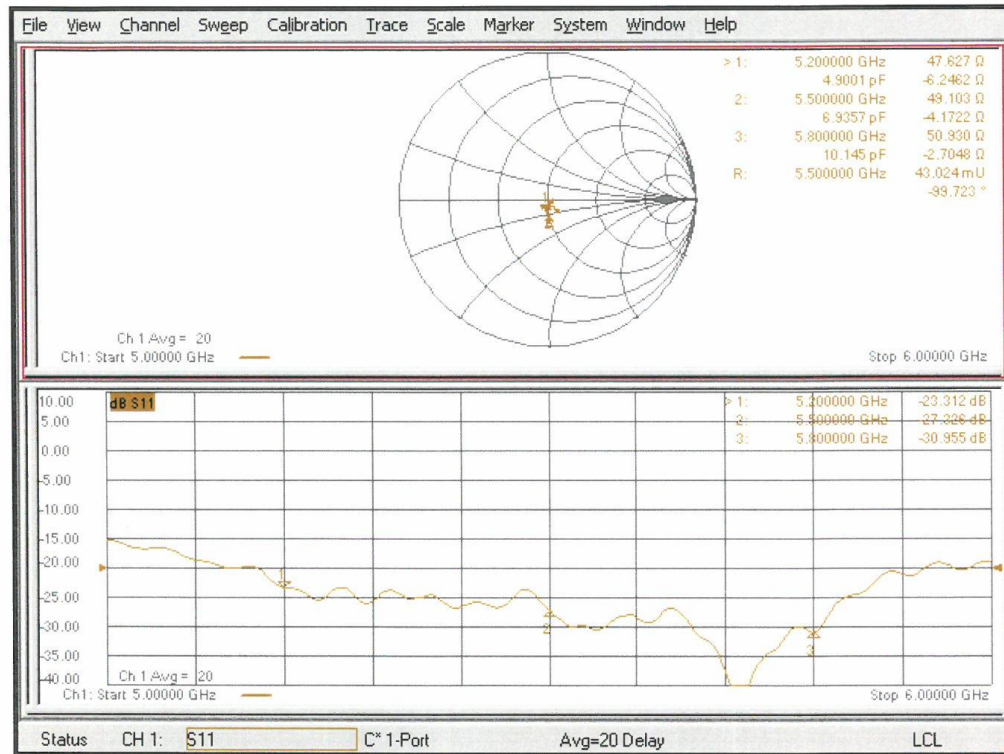 File View Channel Sweep Calibration Trace Scale Marker System Window Help
> 1: 5.200000 GHz 47.627 Ω
4.9001 pF -6.2462 Ω
2: 5.500000 GHz 49.103 Ω
6.9357 pF -4.1722 Ω
3: 5.800000 GHz 50.930 Ω
10.145 pF -2.7048 Ω
R: 5.500000 GHz 43.024 mU
-99.723 °
Ch 1 Avg = 20
Ch1: Start 5.00000 GHz
Stop 6.00000 GHz
10.00
dB S11
> 1: 5.200000 GHz -23.312 dB
5.00
2: 5.500000 GHz -27.326 dB
0.00
3: 5.800000 GHz -30.955 dB
-5.00
-10.00
-15.00
-20.00
1
-25.00
-30.00
2
3
-35.00
-40.00
Ch 1 Avg = 20
Ch1: Start 5.00000 GHz
Stop 6.00000 GHz
Status CH 1: S11 C* 1-Port Avg=20 Delay LCL